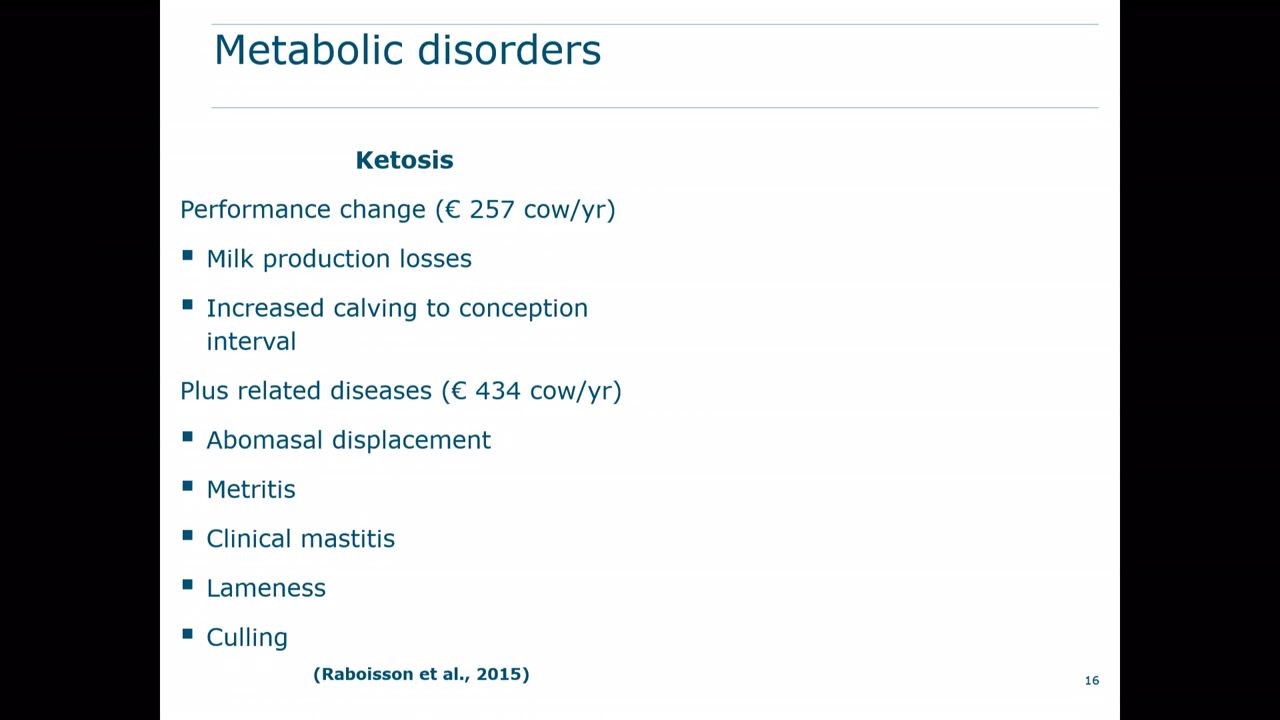 Metabolic disorders
Ketosis
Performance change (€ 257 cow/yr)
▪ Milk production losses
▪ Increased calving to conception
interval
Plus related diseases (€ 434 cow/yr)
▪ Abomasal displacement
▪ Metritis
▪ Clinical mastitis
▪ Lameness
▪ Culling
(Raboisson et al., 2015)
16